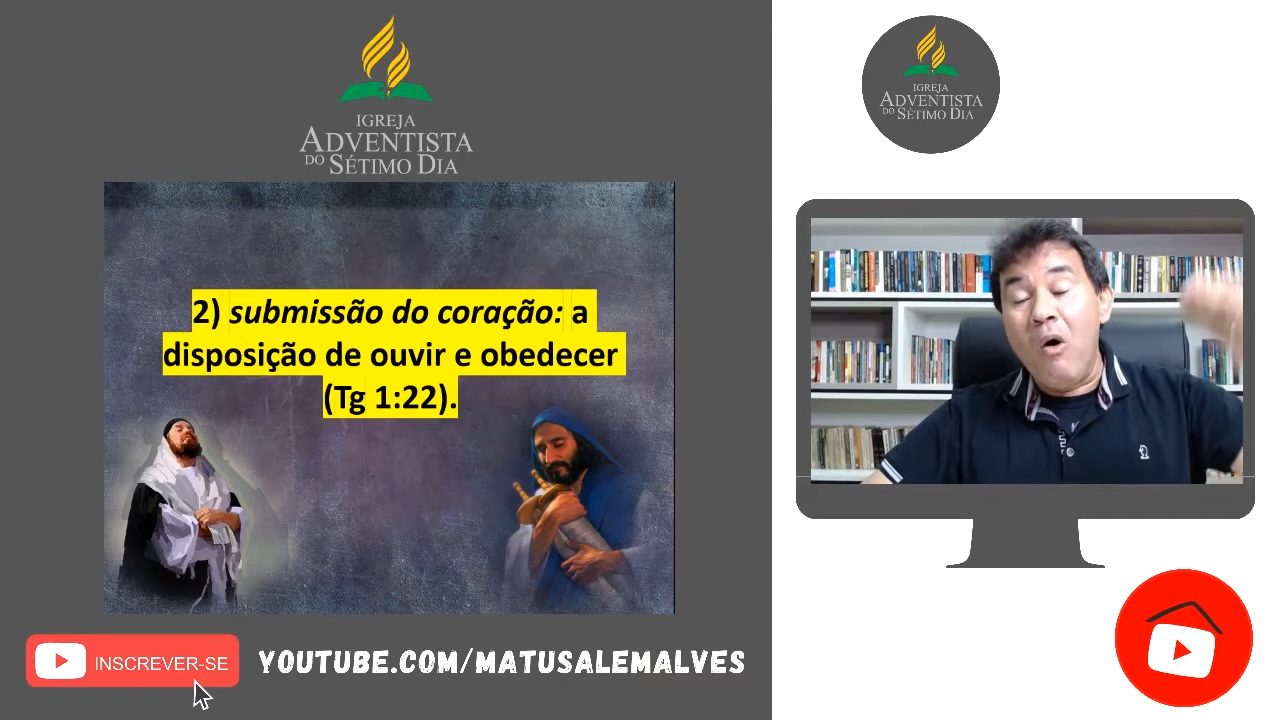 IGREJA
ADVENTISTA
DO SÉTIMO DIA
2) submissão do coração: a
disposição de ouvir e obedecer
(Tg 1:22).
INSCREVER-SE
YOUTUBE.COM/MATUSALEMALVES
IGREJA
ADVENTISTA
DO SÉTIMO DIA